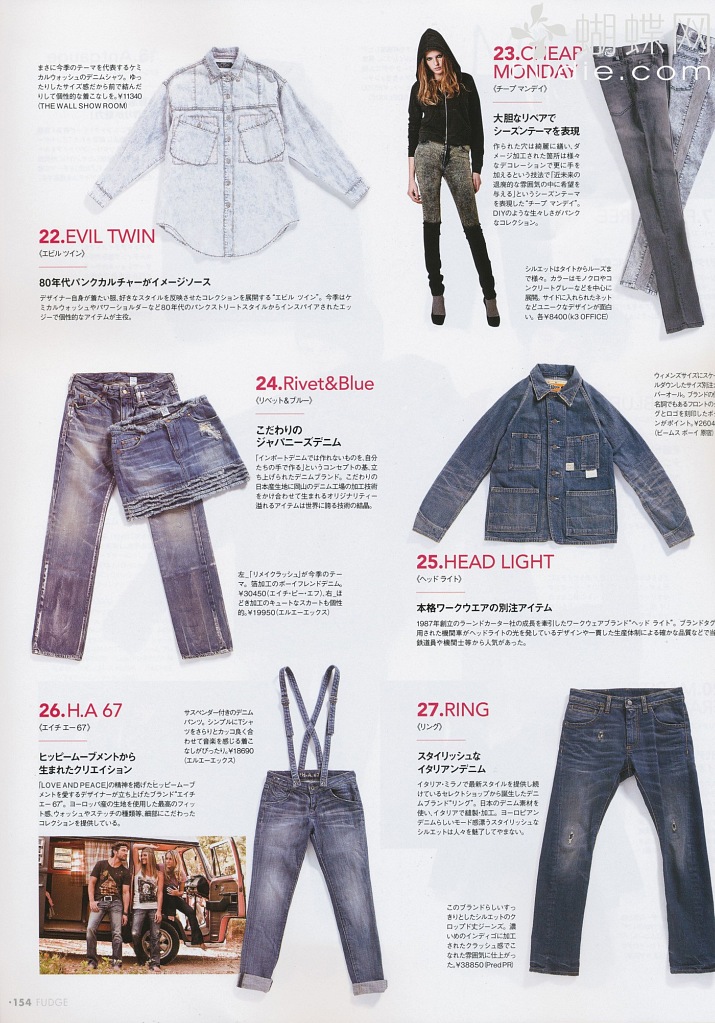 まさに今季のテーマを代表するケミ
カルウォッシュのデニムシャツ。ゆっ
たりしたサイズ感だから前で結んだ
りして個性的な着こなしを。¥11340
(THE WALL SHOW ROOM)
22.EVIL TWIN
〈エビル ツイン〉
80年代パンクカルチャーがイメージソース
デザイナー自身が着たい服、好きなスタイルを反映させたコレクションを展開する"エビル ツイン"。今季はケ
ミカルウォッシュやパワーショルダーなど80年代のパンクストリートスタイルからインスパイアされたエッ
ジーで個性的なアイテムが主役。
23.CHEAP
MONDAY
〈チープ マンデイ〉
蝴蝶网
.com
大胆なリペアで
シーズンテーマを表現
作られた穴は綺麗に繕い、ダ
メージ加工された箇所は様々
なデコレーションで更に手を
加えるという技法で「近未来の
退廃的な雰囲気の中に希望を
与える」というシーズンテーマ
を表現した"チープ マンデイ"。
DIYのような生々しさがパンク
なコレクション。
シルエットはタイトからルーズま
で様々。カラーはモノクロやコ
ンクリートグレーなどを中心に
展開。サイドに入れられたネット
などユニークなデザインが面白
い。各¥8400(k3 OFFICE)
24.Rivet&Blue
〈リベット&ブルー〉
こだわりの
ジャパニーズデニム
「インポートデニムでは作れないものを、自分
たちの手で作る」というコンセプトの基、立
ち上げられたデニムブランド。こだわりの
日本産生地に岡山のデニム工場の加工技術
をかけ合わせて生まれるオリジナリティー
溢れるアイテムは世界に誇る技術の結晶。
左_「リメイクラッシュ」が今季のテー
マ。箔加工のボーイフレンドデニム。
¥30450(エイチ・ピー・エフ)、右_ほ
どき加工のキュートなスカートも個性
的。¥19950(エルエーエックス)
ウィメンズサイズにスケー
ルダウンしたサイズ別注
バーオール。ブランドの
名詞でもあるフロントの
グとロゴを刻印したボ
ンがポイント。¥2604
(ビームス ボーイ 原宿)
25.HEAD LIGHT
〈ヘッド ライト〉
本格ワークウエアの別注アイテム
1987年創立のラーンドカーター社の成長を牽引したワークウェアブランド"ヘッド ライト"。ブランドタグ
用された機関車がヘッドライトの光を発しているデザインや一貫した生産体制による確かな品質などで当
鉄道員や機関士等から人気があった。
26.H.A 67
〈エイチ エー 67〉
ヒッピームーブメントから
生まれたクリエイション
「LOVE AND PEACE」の精神を掲げたヒッピームーブ
メントを愛するデザイナーが立ち上げたブランド"エイチ
エー 67"。ヨーロッパ産の生地を使用した最高のフィッ
ト感、ウォッシュやステッチの種類等、細部にこだわった
コレクションを提供している。
サスペンダー付きのデニム
パンツ。シンプルにTシャ
ツをさらりとカッコ良く合
わせて音楽を感じる着こ
なしがぴったり。¥18690
(エルエーエックス)
27.RING
〈リング〉
スタイリッシュな
イタリアンデニム
イタリア・ミラノで最新スタイルを提供し続
けているセレクトショップから誕生したデニ
ムブランド"リング"。日本のデニム素材を
使い、イタリアで縫製・加工。ヨーロピアン
デニムらしいモード感漂うスタイリッシュな
シルエットは人々を魅了してやまない。
このブランドらしいすっ
きりとしたシルエットのク
ロップド丈ジーンズ。濃
いめのインディゴに加工
されたクラッシュ感でこ
なれた雰囲気に仕上がっ
た。¥38850(Pred PR)
・154 FUDGE